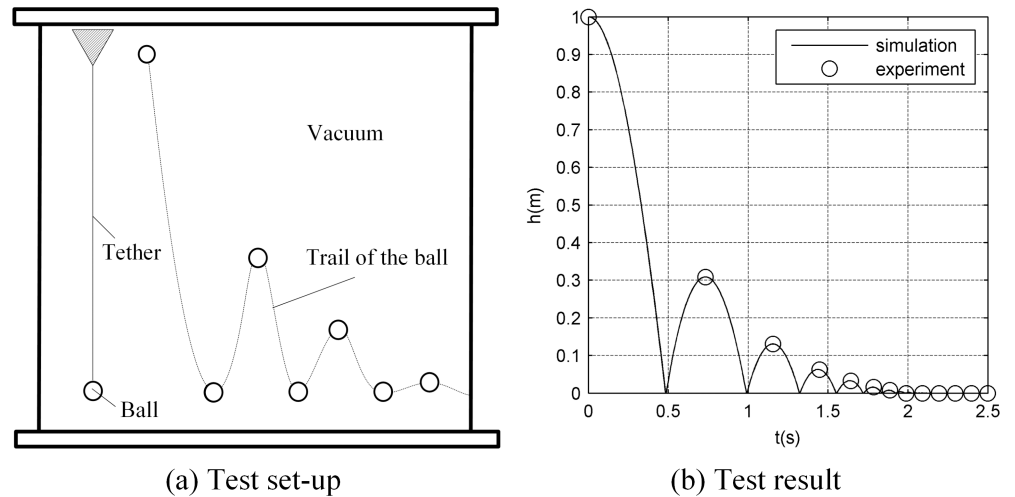 Vacuum
Tether
Trail of the ball
Ball
(a) Test set-up
1
0.9
0.8
0.7
0.6
0.5
0.4
0.3
0.2
0.1
0
h(m)
simulation
experiment
0 0.5 1 1.5 2 2.5
t(s)
(b) Test result